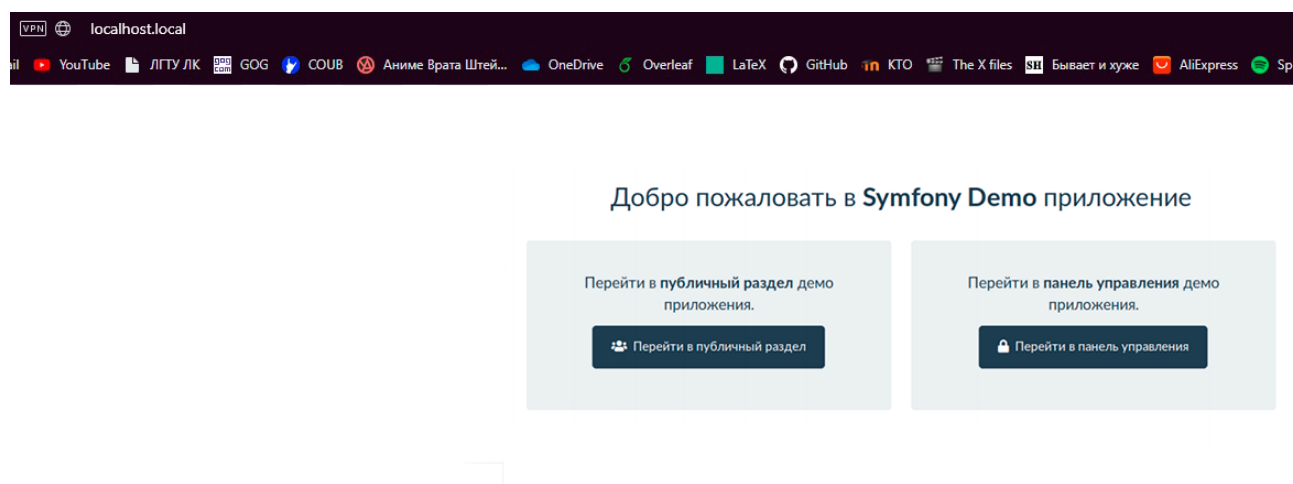 VPN localhost.local
il YouTube ЛГТУ ЛК GOG COUB Аниме Врата Штей... OneDrive Overleaf LaTeX GitHub КТО The X files SH Бывает и хуже AliExpress Sp
Добро пожаловать в Symfony Demo приложение
Перейти в публичный раздел демо
приложения.
Перейти в публичный раздел
Перейти в панель управления демо
приложения.
Перейти в панель управления